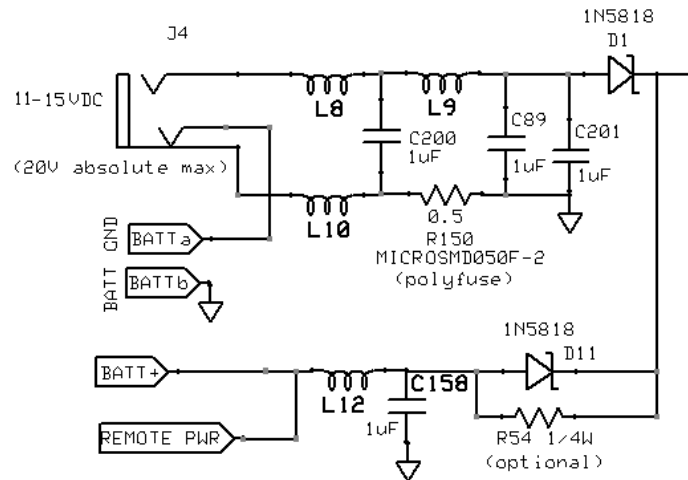 1N5818
D1
J4
11-15VDC
(20V absolute max)
L8
L9
C200
1uF
C89
1uF
C201
1uF
L10
0.5
R150
MICROSMD050F-2
(polyfuse)
BATT GND
BATTa
BATTb
1N5818
D11
BATT+
L12
C158
1uF
REMOTE PWR
R54 1/4W
(optional)